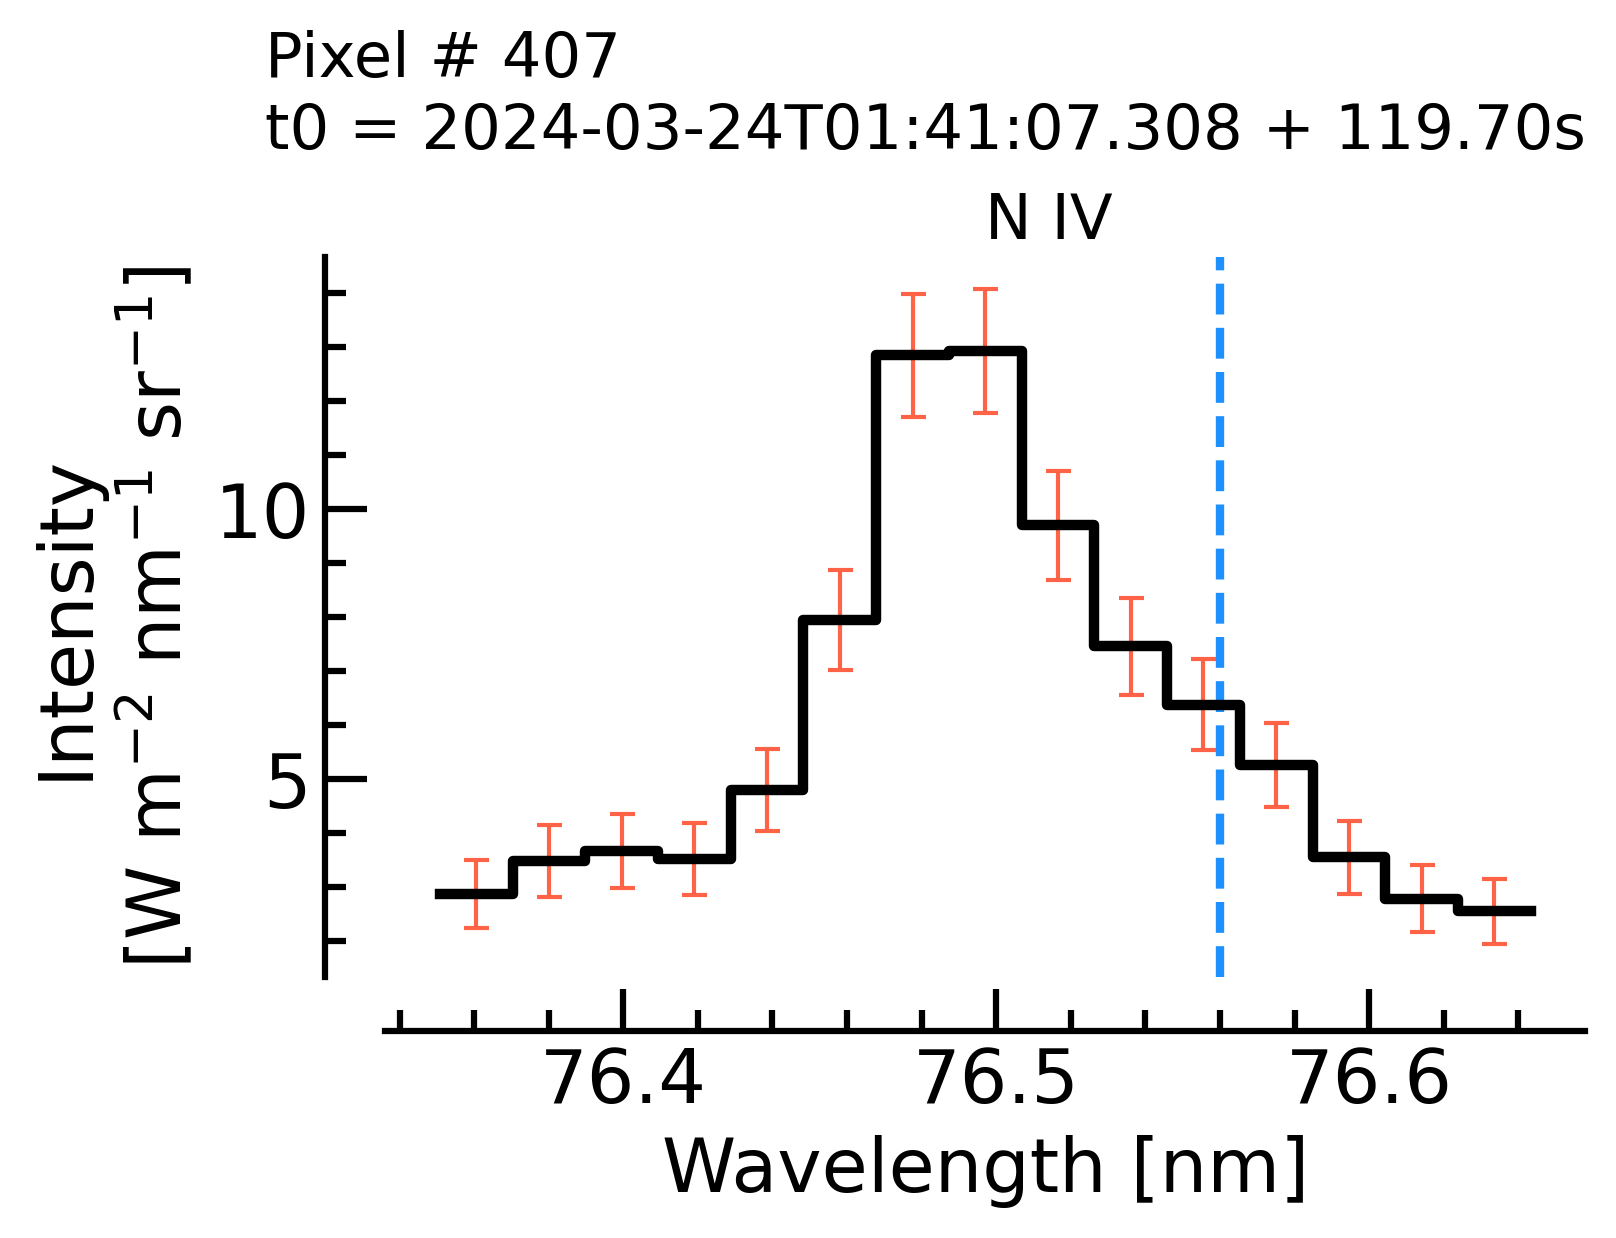 Pixel # 407
t0 = 2024-03-24T01:41:07.308 + 119.70s
N IV
Intensity
[W m⁻² nm⁻¹ sr⁻¹]
10
5
76.4 76.5 76.6
Wavelength [nm]